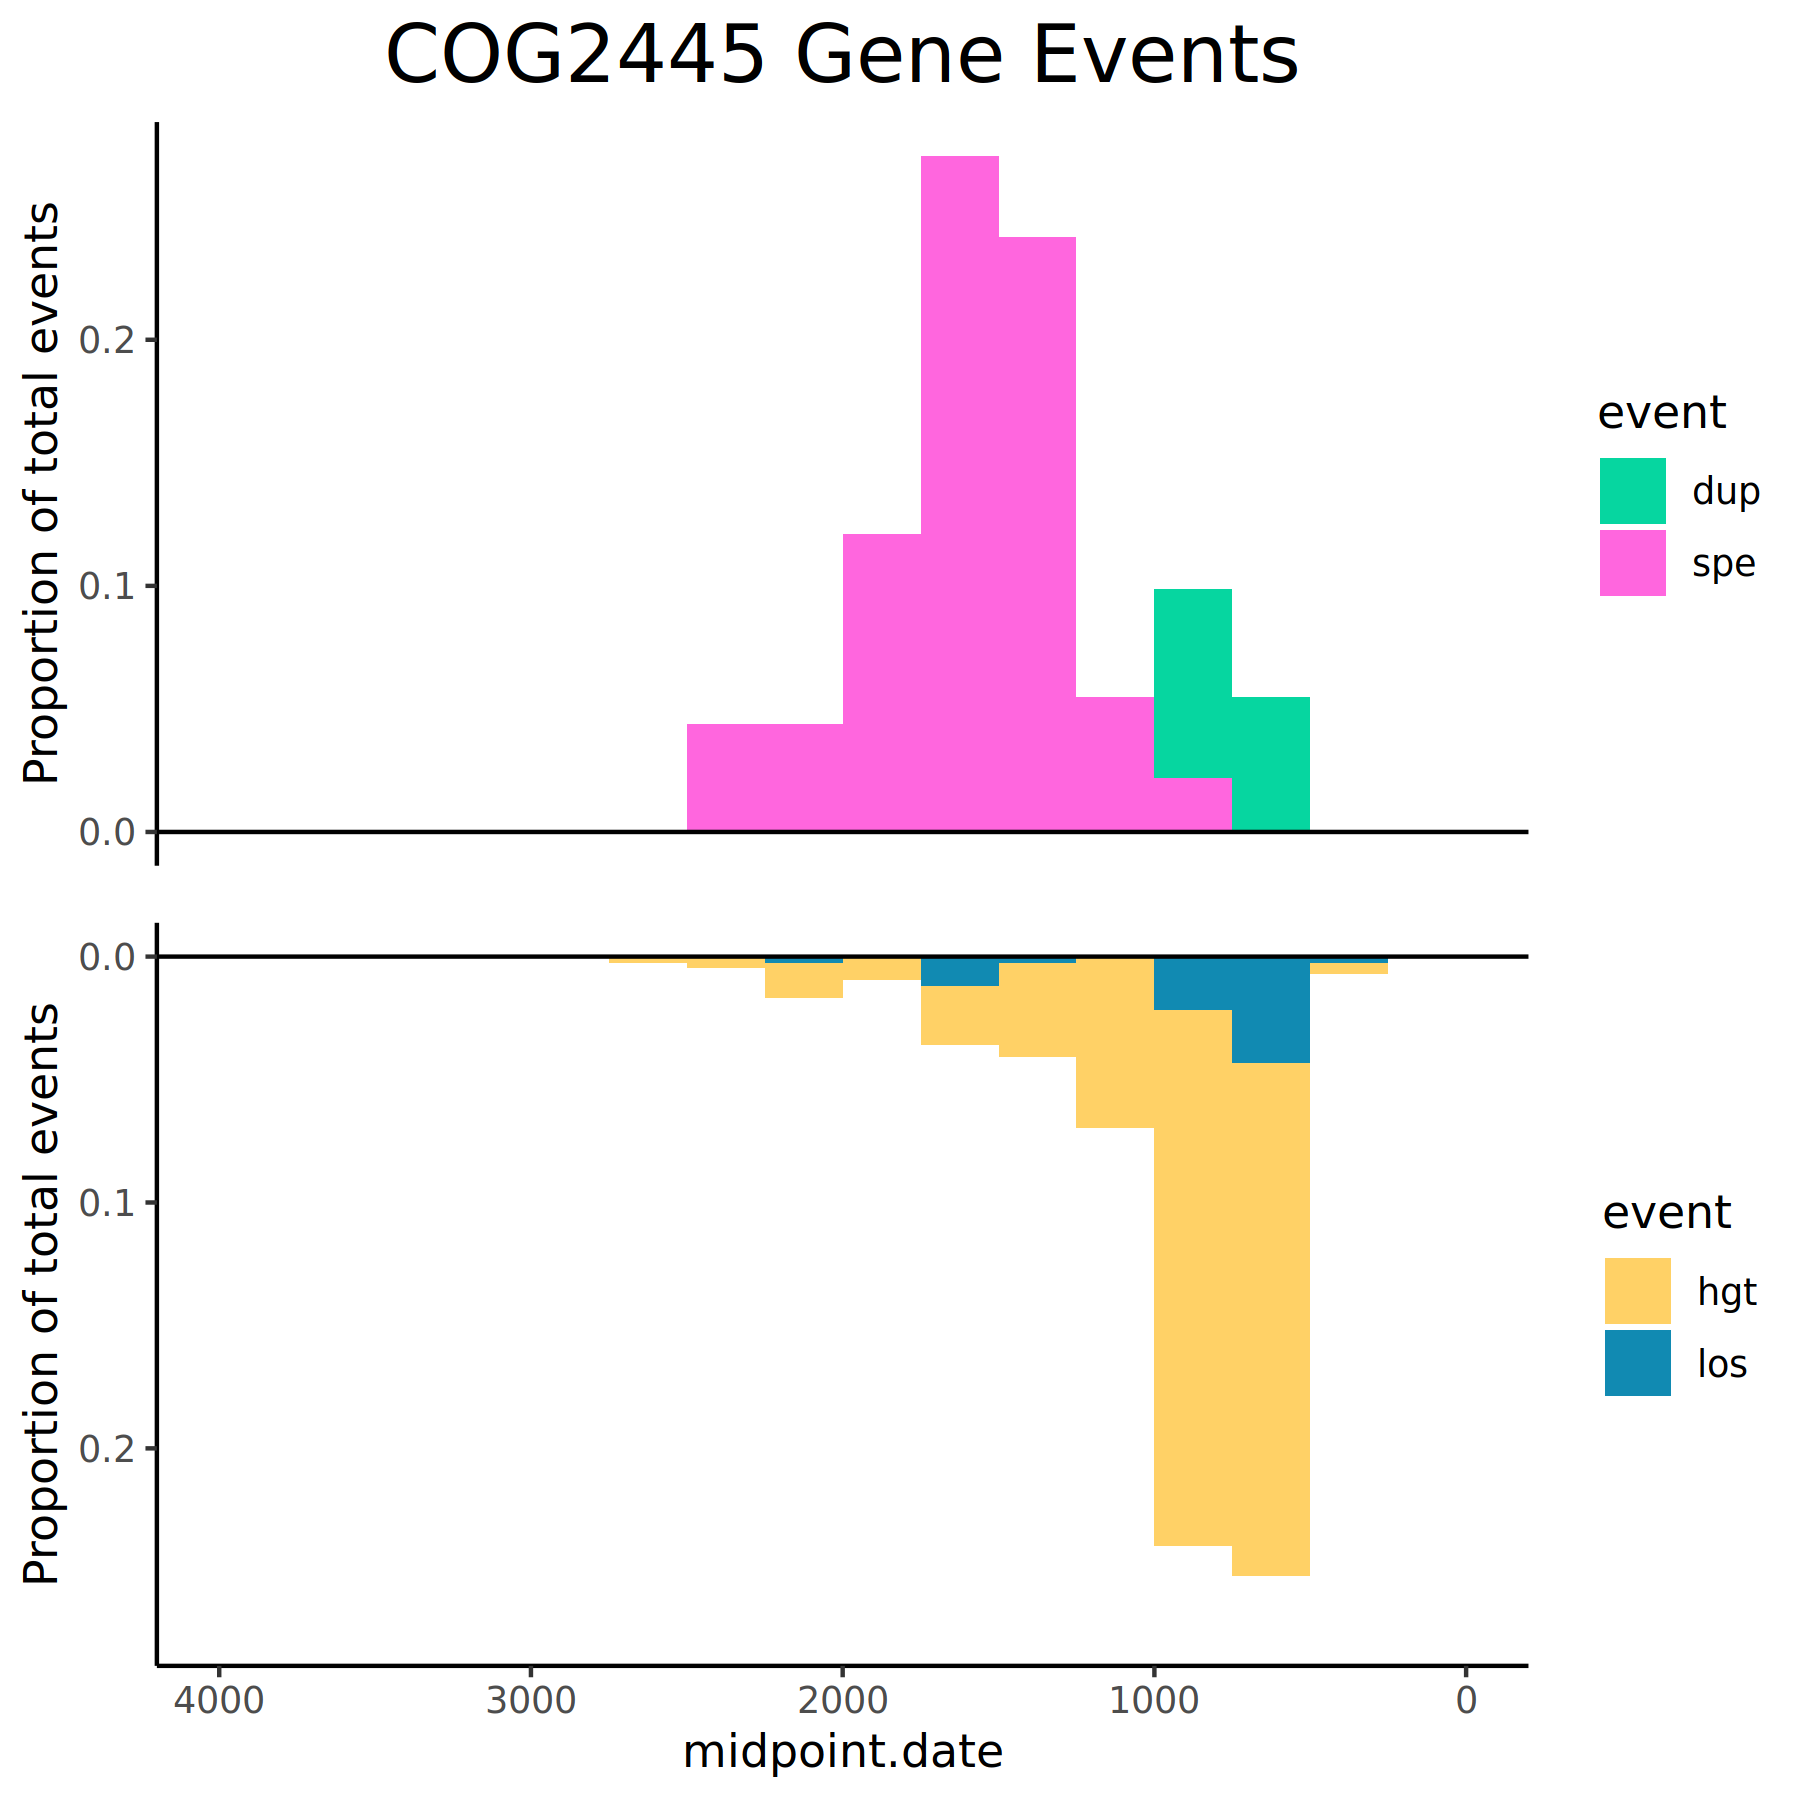 COG2445 Gene Events
Proportion of total events
0.2
0.1
0.0
event
dup
spe
Proportion of total events
0.0
0.1
0.2
event
hgt
los
4000 3000 2000 1000 0
midpoint.date